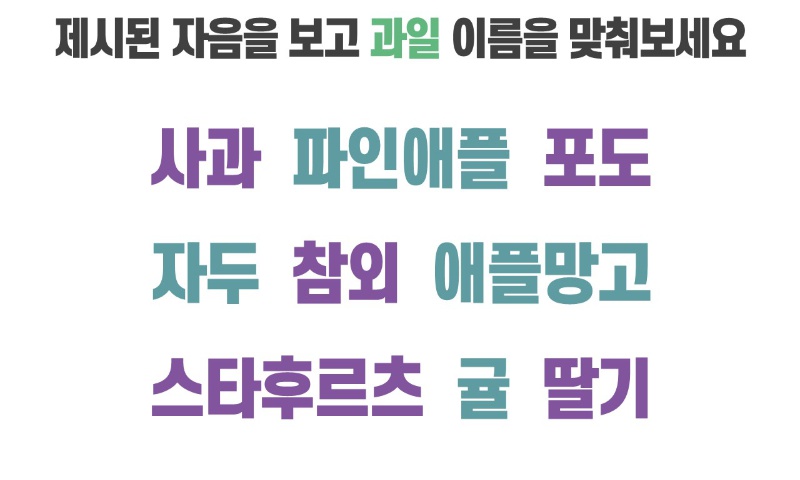 제시된 자음을 보고 과일 이름을 맞춰보세요
사과 파인애플 포도
자두 참외 애플망고
스타후르츠 귤 딸기